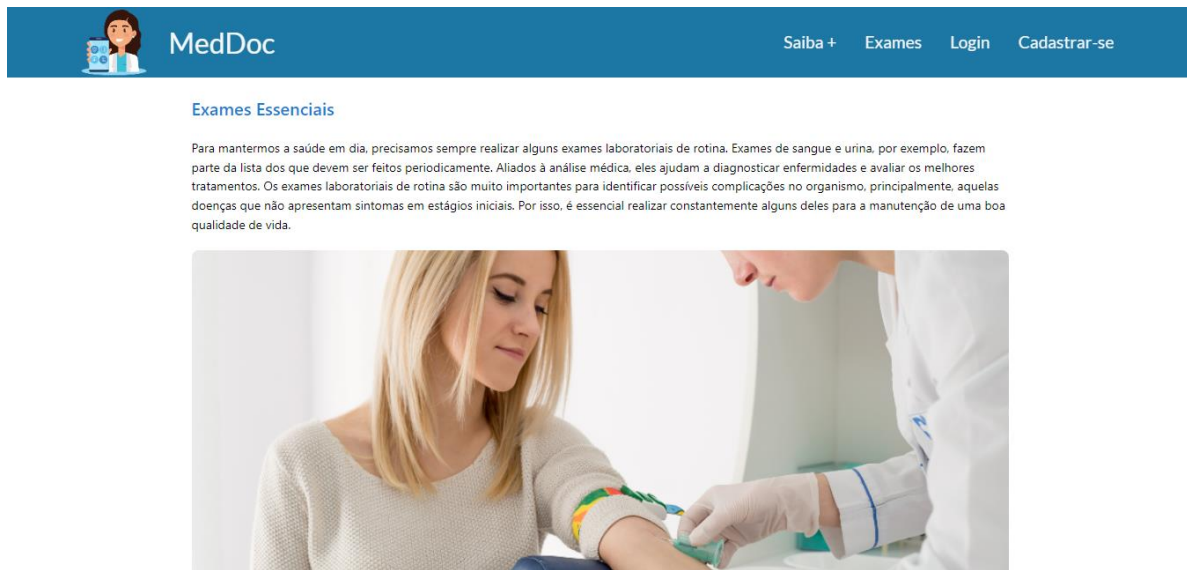 MedDoc
Saiba +
Exames
Login
Cadastrar-se
Exames Essenciais
Para mantermos a saúde em dia, precisamos sempre realizar alguns exames laboratoriais de rotina. Exames de sangue e urina, por exemplo, fazem
parte da lista dos que devem ser feitos periodicamente. Aliados à análise médica, eles ajudam a diagnosticar enfermidades e avaliar os melhores
tratamentos. Os exames laboratoriais de rotina são muito importantes para identificar possíveis complicações no organismo, principalmente, aquelas
doenças que não apresentam sintomas em estágios iniciais. Por isso, é essencial realizar constantemente alguns deles para a manutenção de uma boa
qualidade de vida.